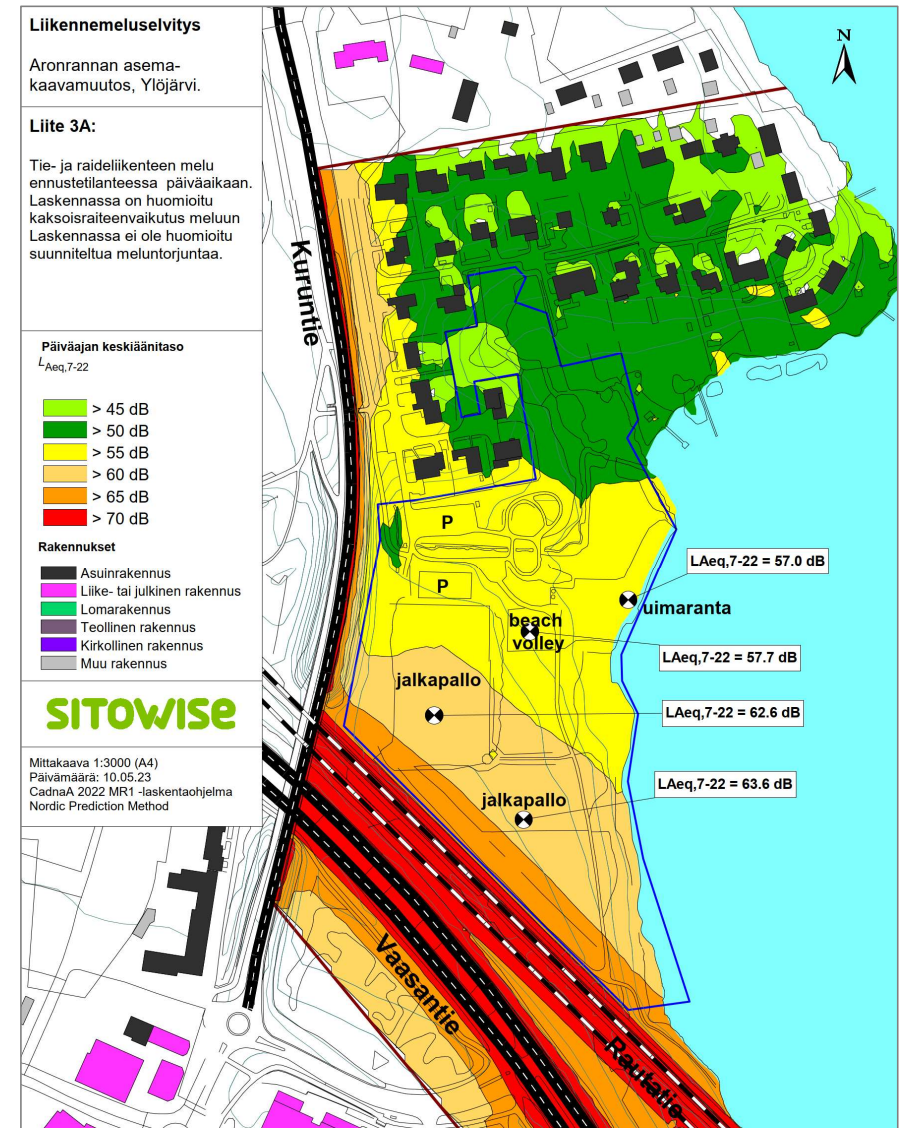 Liikennemeluselvitys
Aronrannan asema-
kaavamuutos, Ylöjärvi.
Liite 3A:
Tie- ja raideliikenteen melu
ennustetilanteessa päiväaikaan.
Laskennassa on huomioitu
kaksoisraiteenvaikutus meluun
Laskennassa ei ole huomioitu
suunniteltua meluntorjuntaa.
Päiväajan keskiäänitaso
LAeq,7-22
> 45 dB
> 50 dB
> 55 dB
> 60 dB
> 65 dB
> 70 dB
Rakennukset
Asuinrakennus
Liike- tai julkinen rakennus
Lomarakennus
Teollinen rakennus
Kirkollinen rakennus
Muu rakennus
SITOWISE
Mittakaava 1:3000 (A4)
Päivämäärä: 10.05.23
CadnaA 2022 MR1 -laskentaohjelma
Nordic Prediction Method
N
Kuruntie
P
P
LAeq,7-22 = 57.0 dB
uimaranta
beach
volley
LAeq,7-22 = 57.7 dB
jalkapallo
LAeq,7-22 = 62.6 dB
LAeq,7-22 = 63.6 dB
jalkapallo
Vaasantie
Rautatie